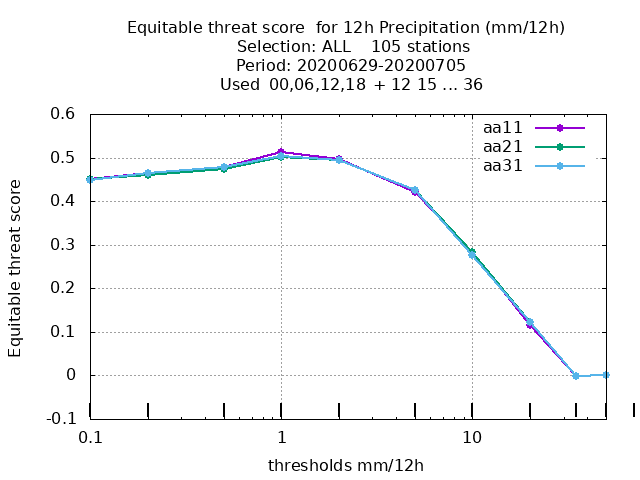 Equitable threat score  for 12h Precipitation (mm/12h)
Selection: ALL    105 stations
Period: 20200629-20200705
Used  00,06,12,18  + 12 15 ... 36
aa11
aa21
aa31
0.6
0.5
0.4
0.3
0.2
0.1
0
-0.1
Equitable threat score
0.1 1 10
thresholds mm/12h